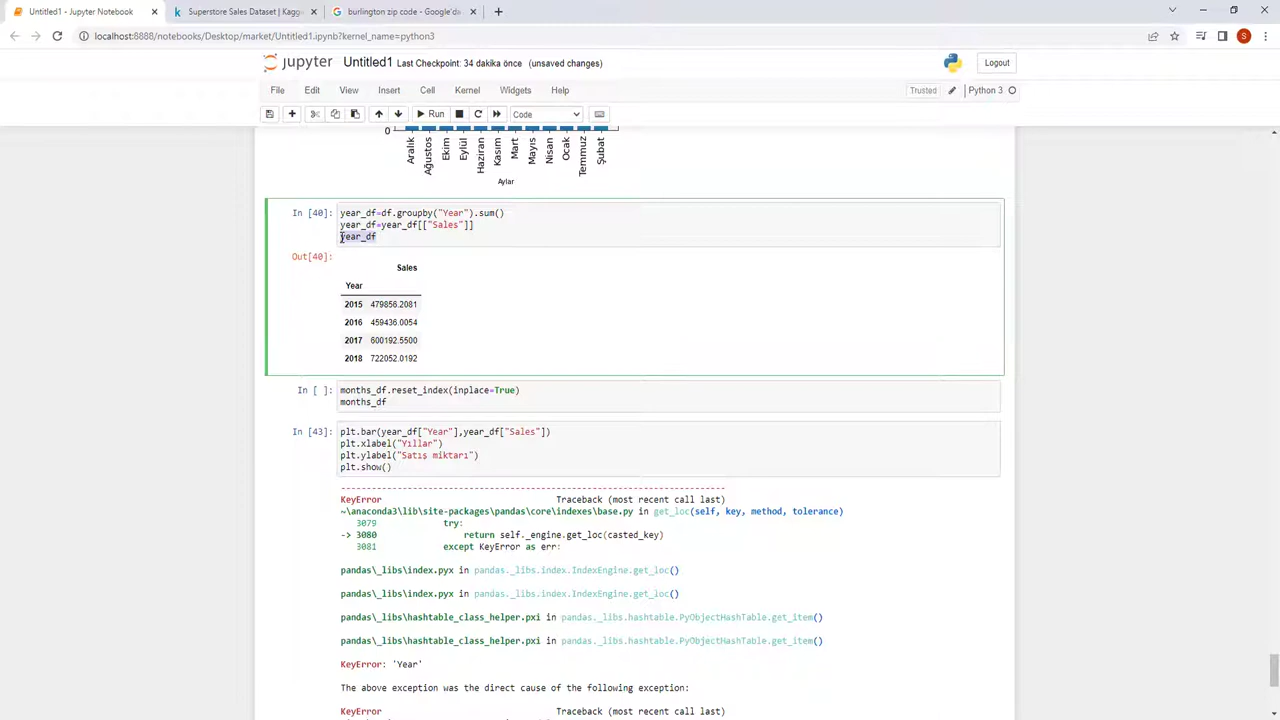 Untitled1 - Jupyter Notebook
Superstore Sales Dataset | Kagg
burlington zip code - Google'da
localhost:8888/notebooks/Desktop/market/Untitled1.ipynb?kernel_name=python3
S
jupyter Untitled1 Last Checkpoint: 34 dakika önce (unsaved changes)
Logout
File Edit View Insert Cell Kernel Widgets Help
Trusted
Python 3
Run
Code
0
Aralık
Ağustos
Ekim
Eylül
Haziran
Kasım
Mart
Mayıs
Nisan
Ocak
Temmuz
Şubat
Aylar
In [40]:
year_df=df.groupby("Year").sum()
year_df=year_df[["Sales"]]
year_df
Out[40]:
Sales
Year
2015 479856.2081
2016 459436.0054
2017 600192.5500
2018 722052.0192
In [ ]:
months_df.reset_index(inplace=True)
months_df
In [43]:
plt.bar(year_df["Year"],year_df["Sales"])
plt.xlabel("Yıllar")
plt.ylabel("Satış miktarı")
plt.show()
---------------------------------------------------------------------------
KeyError Traceback (most recent call last)
~\anaconda3\lib\site-packages\pandas\core\indexes\base.py in get_loc(self, key, method, tolerance)
3079 try:
-> 3080 return self._engine.get_loc(casted_key)
3081 except KeyError as err:
pandas\_libs\index.pyx in pandas._libs.index.IndexEngine.get_loc()
pandas\_libs\index.pyx in pandas._libs.index.IndexEngine.get_loc()
pandas\_libs\hashtable_class_helper.pxi in pandas._libs.hashtable.PyObjectHashTable.get_item()
pandas\_libs\hashtable_class_helper.pxi in pandas._libs.hashtable.PyObjectHashTable.get_item()
KeyError: 'Year'
The above exception was the direct cause of the following exception:
KeyError Traceback (most recent call last)